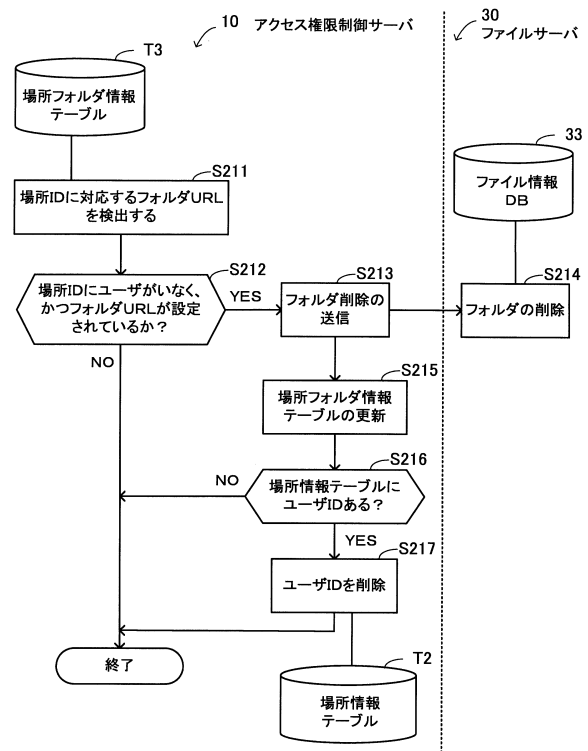 10 アクセス権限制御サーバ
30
ファイルサーバ
T3
場所フォルダ情報
テーブル
33
ファイル情報
DB
S211
場所IDに対応するフォルダURL
を検出する
S212
場所IDにユーザがいなく、
かつフォルダURLが設定
されているか？
YES
NO
S213
フォルダ削除の
送信
S214
フォルダの削除
S215
場所フォルダ情報
テーブルの更新
S216
場所情報テーブルに
ユーザIDある？
NO
YES
S217
ユーザIDを削除
終了
T2
場所情報
テーブル